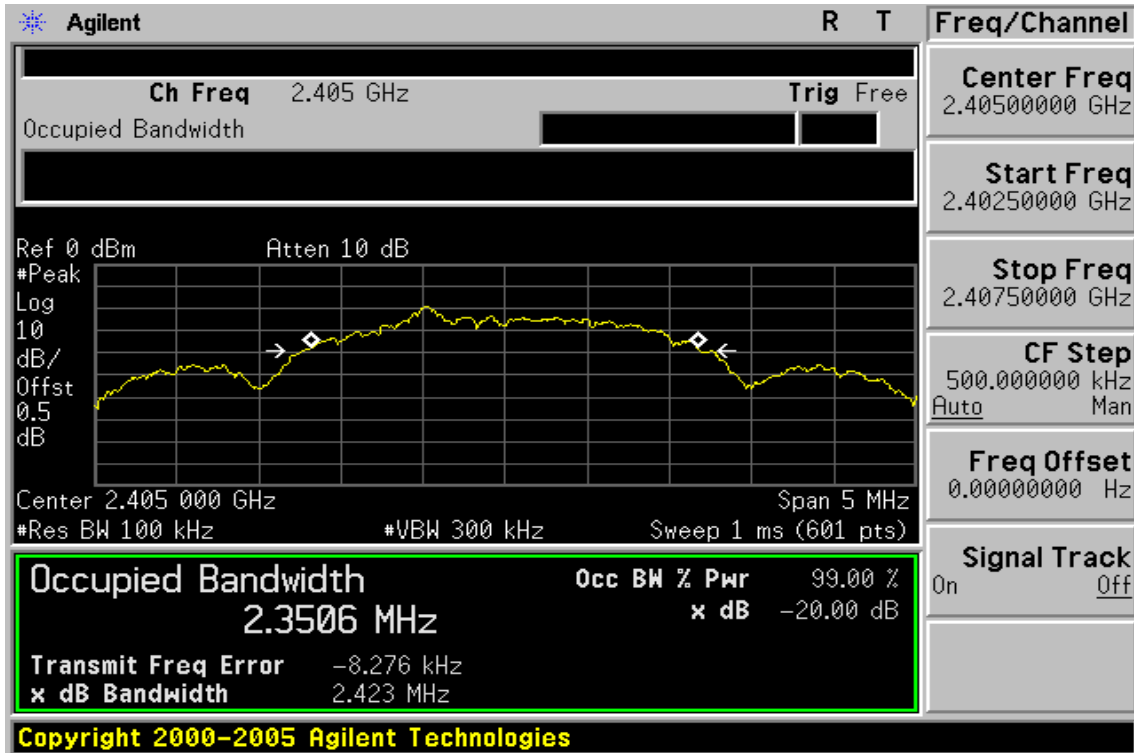 Agilent R T
Freq/Channel
Ch Freq 2.405 GHz Trig Free
Occupied Bandwidth
Center Freq
2.40500000 GHz
Start Freq
2.40250000 GHz
Stop Freq
2.40750000 GHz
CF Step
500.000000 kHz
Auto Man
Freq Offset
0.00000000 Hz
Signal Track
On Off
Ref 0 dBm Atten 10 dB
#Peak
Log
10
dB/
Offst
0.5
dB
Center 2.405 000 GHz Span 5 MHz
#Res BW 100 kHz #VBW 300 kHz Sweep 1 ms (601 pts)
Occupied Bandwidth Occ BW % Pwr 99.00 %
2.3506 MHz x dB -20.00 dB
Transmit Freq Error -8.276 kHz
x dB Bandwidth 2.423 MHz
Copyright 2000-2005 Agilent Technologies